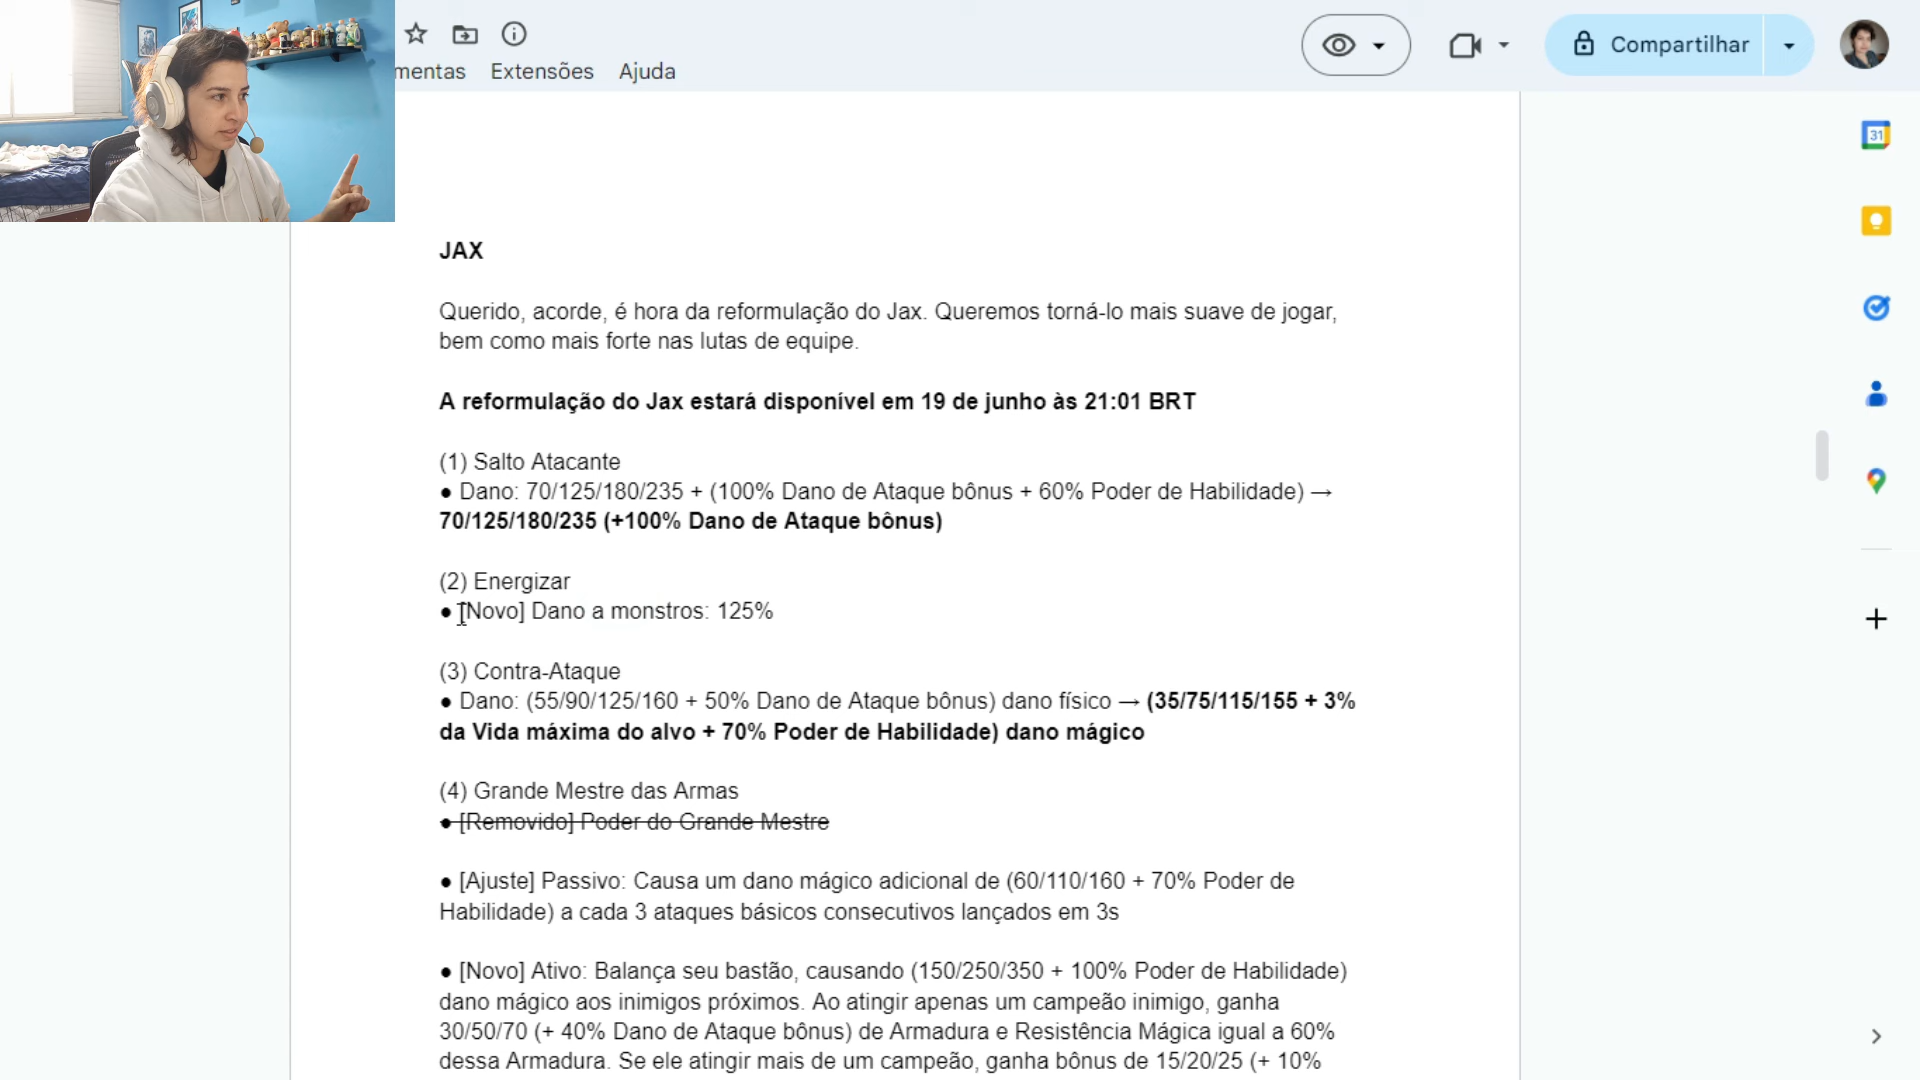 mentas Extensões Ajuda
Compartilhar
31
JAX
Querido, acorde, é hora da reformulação do Jax. Queremos torná-lo mais suave de jogar,
bem como mais forte nas lutas de equipe.
A reformulação do Jax estará disponível em 19 de junho às 21:01 BRT
(1) Salto Atacante
● Dano: 70/125/180/235 + (100% Dano de Ataque bônus + 60% Poder de Habilidade) →
70/125/180/235 (+100% Dano de Ataque bônus)
(2) Energizar
● [Novo] Dano a monstros: 125%
(3) Contra-Ataque
● Dano: (55/90/125/160 + 50% Dano de Ataque bônus) dano físico → (35/75/115/155 + 3%
da Vida máxima do alvo + 70% Poder de Habilidade) dano mágico
(4) Grande Mestre das Armas
● [Removido] Poder do Grande Mestre
● [Ajuste] Passivo: Causa um dano mágico adicional de (60/110/160 + 70% Poder de
Habilidade) a cada 3 ataques básicos consecutivos lançados em 3s
● [Novo] Ativo: Balança seu bastão, causando (150/250/350 + 100% Poder de Habilidade)
dano mágico aos inimigos próximos. Ao atingir apenas um campeão inimigo, ganha
30/50/70 (+ 40% Dano de Ataque bônus) de Armadura e Resistência Mágica igual a 60%
dessa Armadura. Se ele atingir mais de um campeão, ganha bônus de 15/20/25 (+ 10%